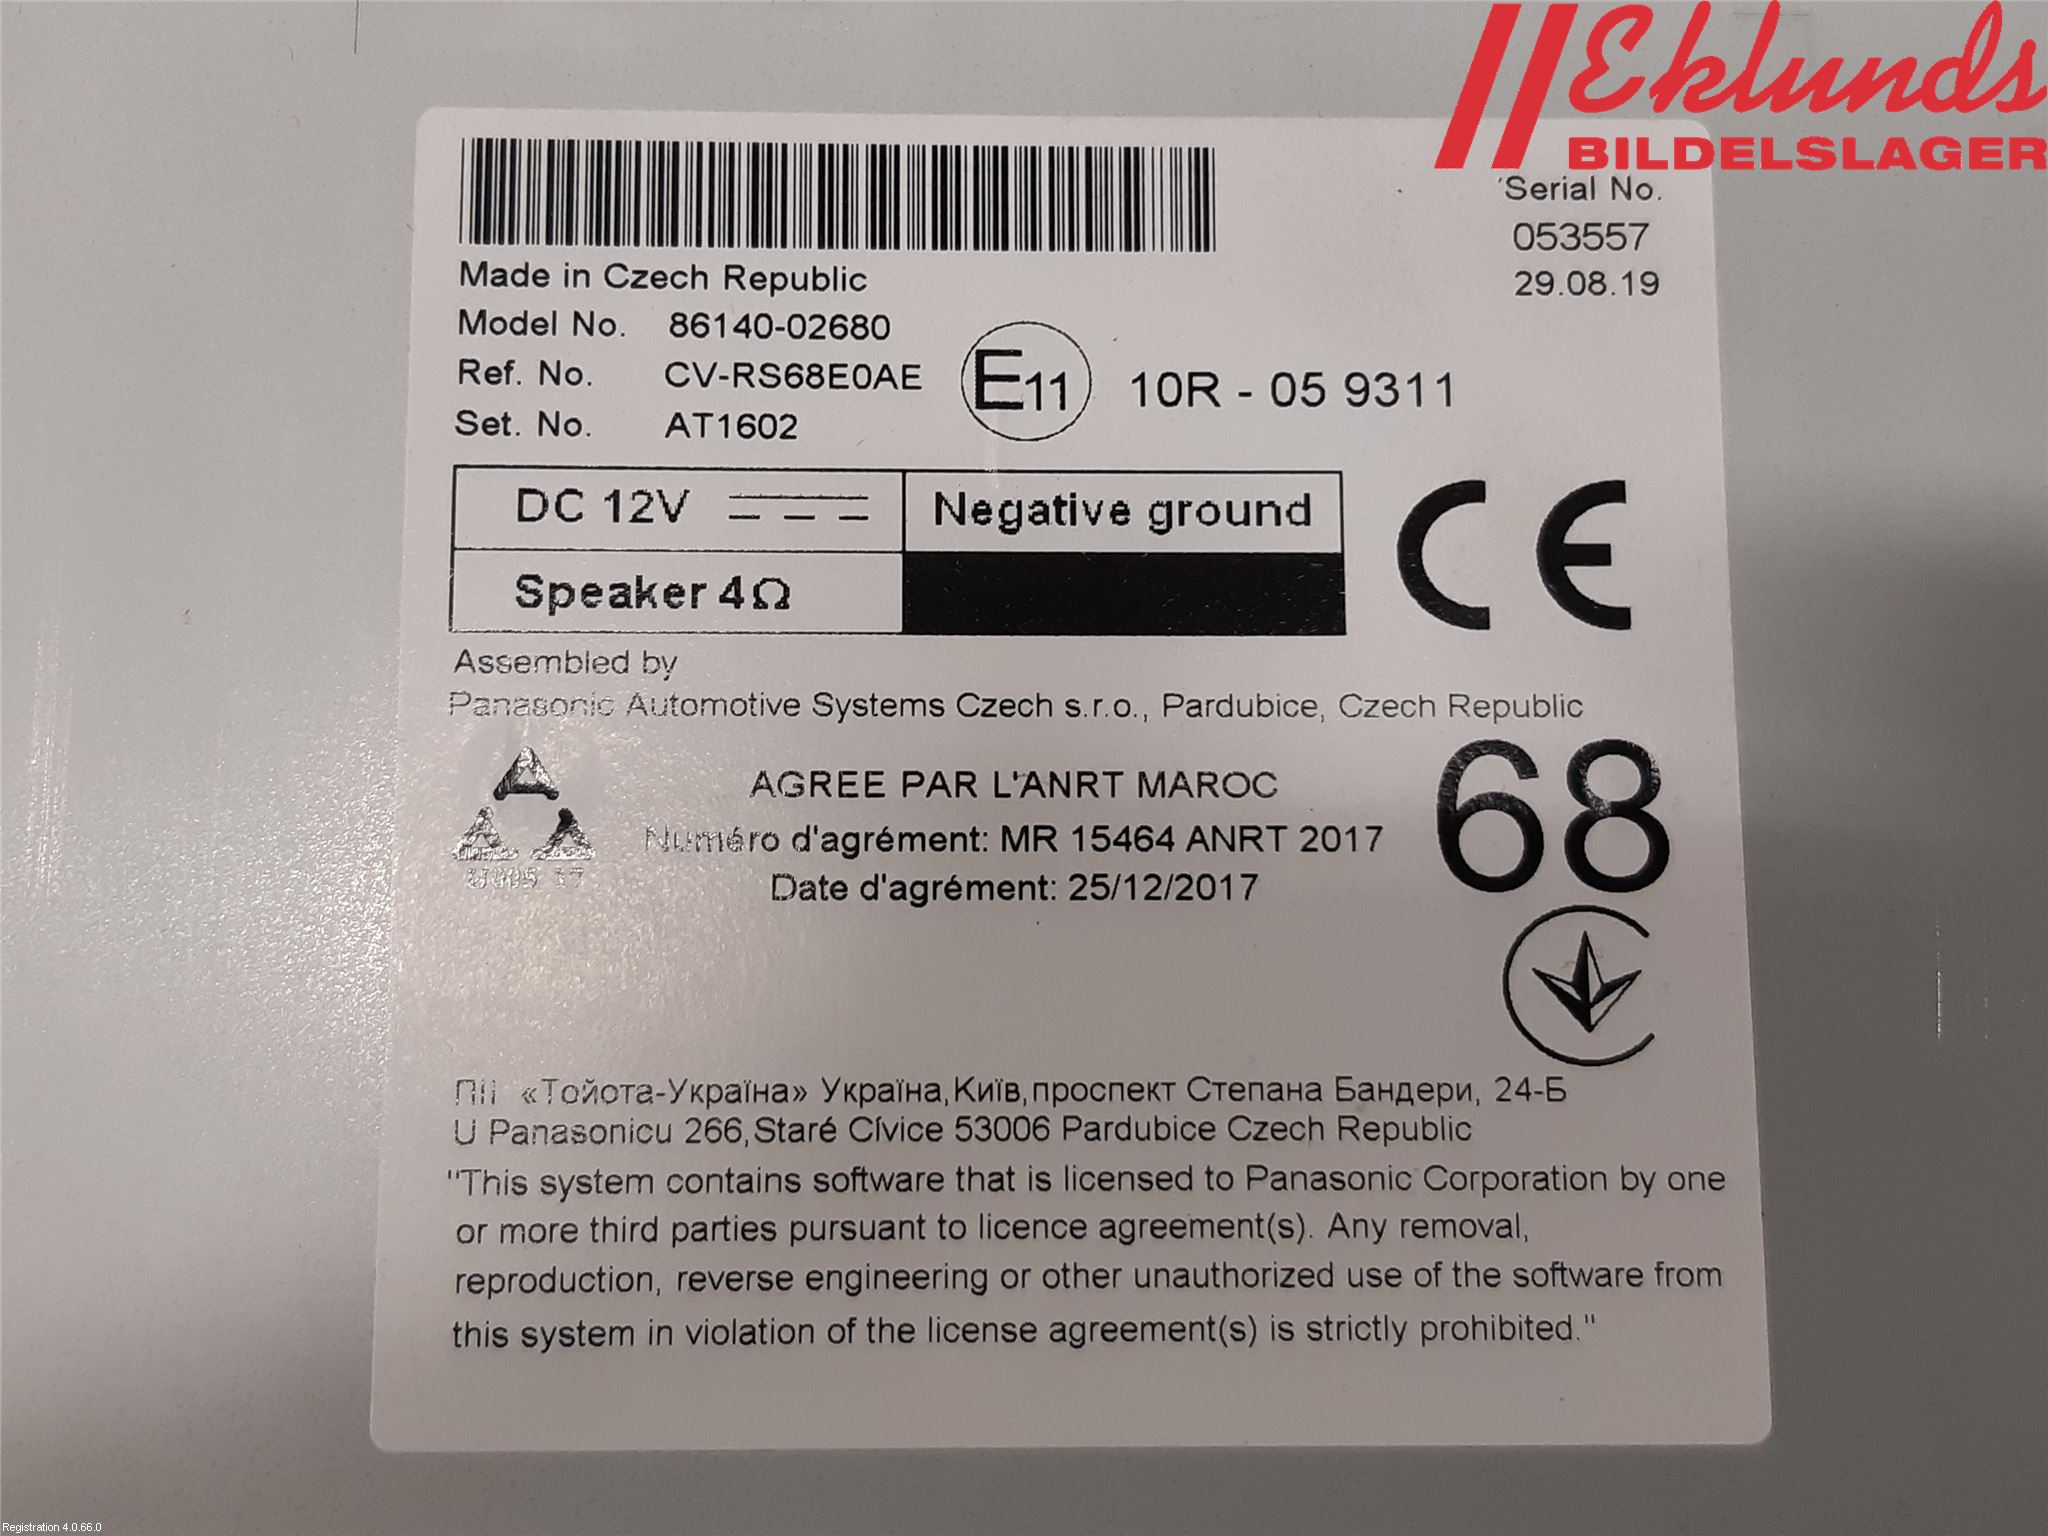 Eklunds
BILDELSLAGER
Serial No.
053557
29.08.19
Made in Czech Republic
Model No. 86140-02680
Ref. No. CV-RS68E0AE
Set. No. AT1602
E11 10R - 05 9311
DC 12V Negative ground
Speaker 4Ω
CE
Assembled by
Panasonic Automotive Systems Czech s.r.o., Pardubice, Czech Republic
AGREE PAR L'ANRT MAROC
Numéro d'agrément: MR 15464 ANRT 2017
Date d'agrément: 25/12/2017
68
ПІІ «Тойота-Україна» Україна,Київ,проспект Степана Бандери, 24-Б
U Panasonicu 266,Staré Cívice 53006 Pardubice Czech Republic
"This system contains software that is licensed to Panasonic Corporation by one
or more third parties pursuant to licence agreement(s). Any removal,
reproduction, reverse engineering or other unauthorized use of the software from
this system in violation of the license agreement(s) is strictly prohibited."
Registration 4.0.66.0